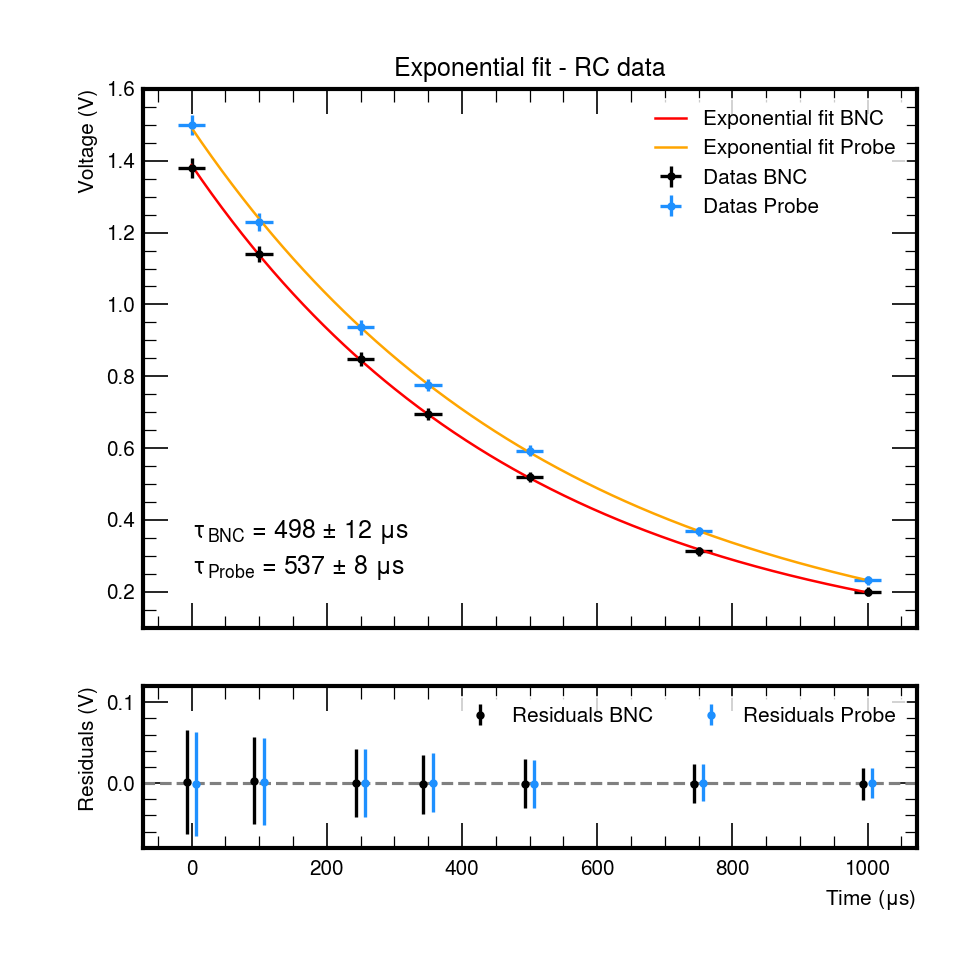 Exponential fit - RC data
Voltage (V)
1.6
1.4
1.2
1.0
0.8
0.6
0.4
0.2
Exponential fit BNC
Exponential fit Probe
Datas BNC
Datas Probe
τ BNC = 498 ± 12 µs
τ Probe = 537 ± 8 µs
Residuals (V)
0.1
0.0
Residuals BNC
Residuals Probe
0 200 400 600 800 1000
Time (µs)